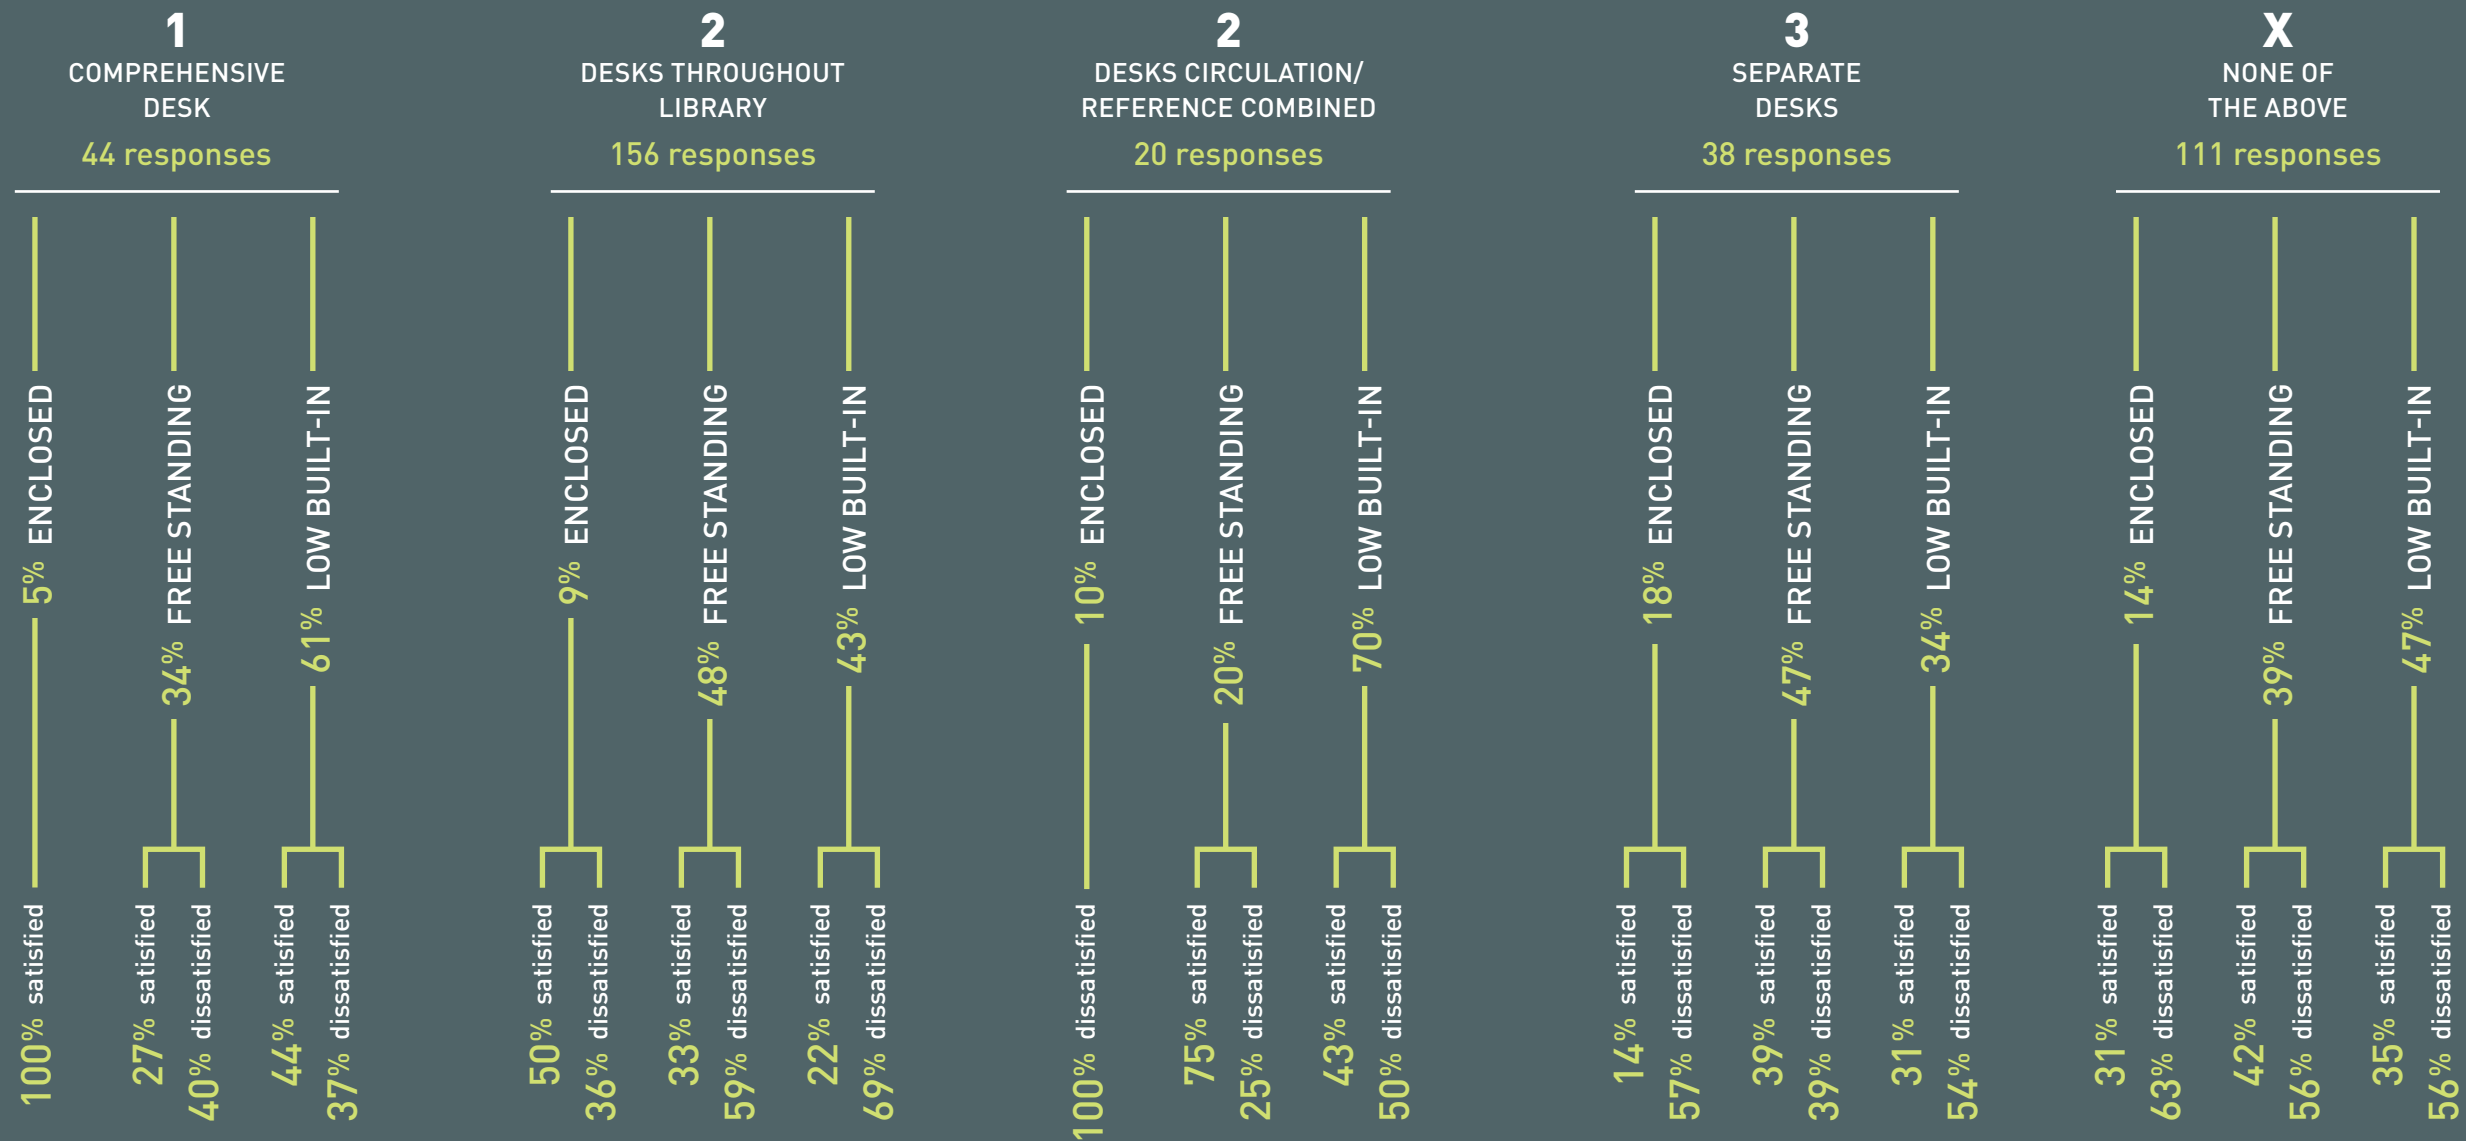 1
COMPREHENSIVE
DESK
44 responses
5% ENCLOSED
100% satisfied
34% FREE STANDING
27% satisfied
40% dissatisfied
61% LOW BUILT-IN
44% satisfied
37% dissatisfied
2
DESKS THROUGHOUT
LIBRARY
156 responses
9% ENCLOSED
50% satisfied
36% dissatisfied
48% FREE STANDING
33% satisfied
59% dissatisfied
43% LOW BUILT-IN
22% satisfied
69% dissatisfied
2
DESKS CIRCULATION/
REFERENCE COMBINED
20 responses
10% ENCLOSED
100% dissatisfied
20% FREE STANDING
75% satisfied
25% dissatisfied
70% LOW BUILT-IN
43% satisfied
50% dissatisfied
3
SEPARATE
DESKS
38 responses
18% ENCLOSED
14% satisfied
57% dissatisfied
47% FREE STANDING
39% satisfied
39% dissatisfied
34% LOW BUILT-IN
31% satisfied
54% dissatisfied
X
NONE OF
THE ABOVE
111 responses
14% ENCLOSED
31% satisfied
63% dissatisfied
39% FREE STANDING
42% satisfied
56% dissatisfied
47% LOW BUILT-IN
35% satisfied
56% dissatisfied